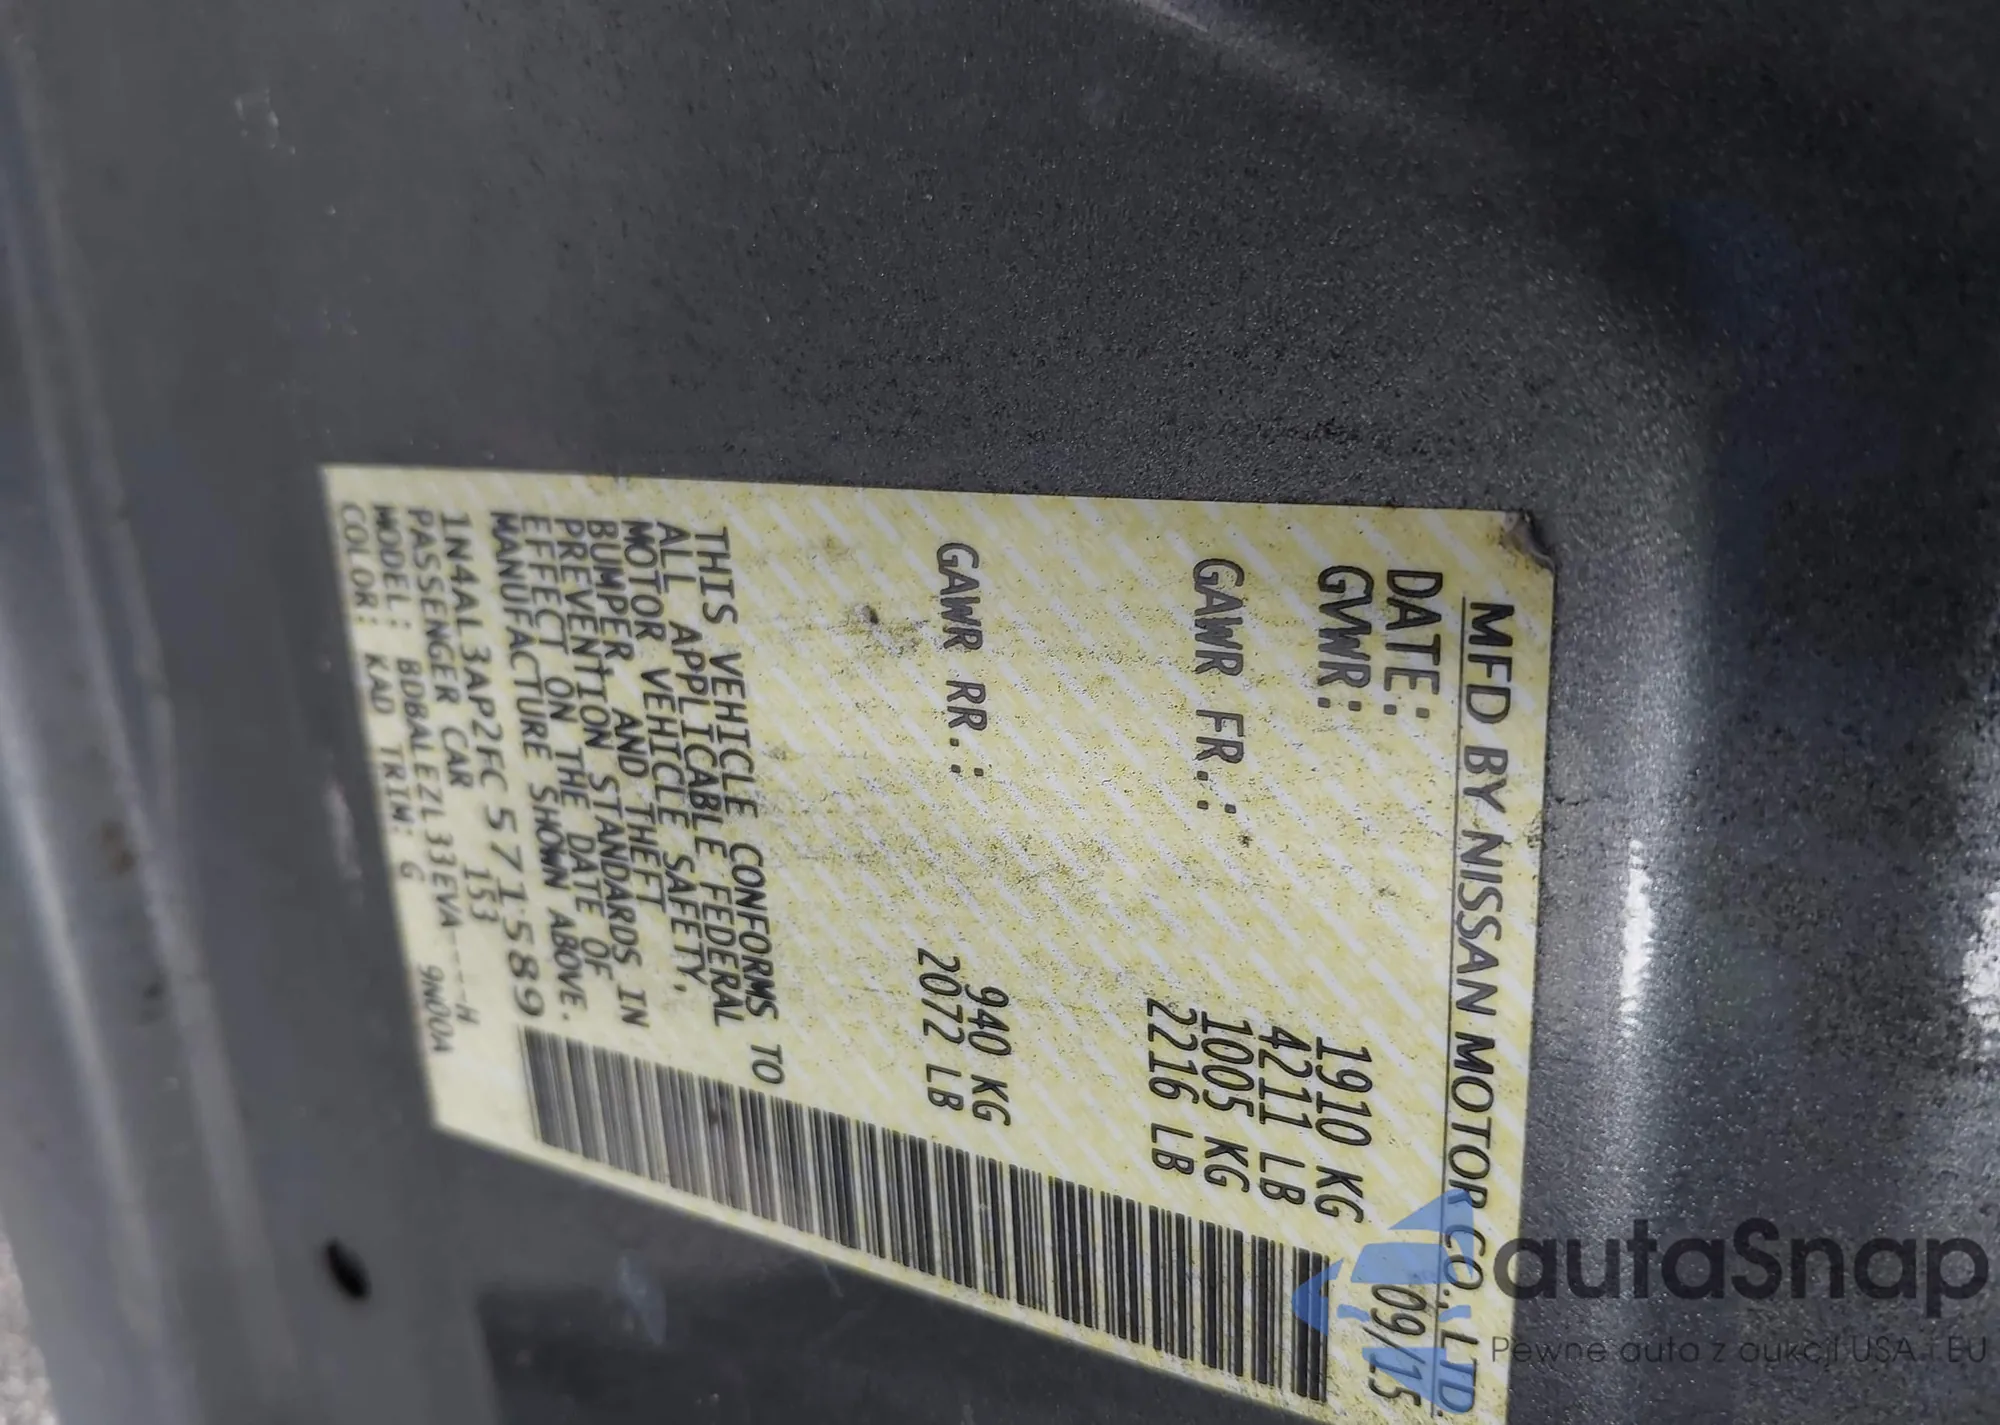 MFD BY NISSAN MOTOR CO., LTD.
DATE: 09/15
GVWR: 1910 KG
4211 LB
GAWR FR.: 1005 KG
2216 LB
GAWR RR.: 940 KG
2072 LB
THIS VEHICLE CONFORMS TO
ALL APPLICABLE FEDERAL
MOTOR VEHICLE SAFETY,
BUMPER, AND THEFT
PREVENTION STANDARDS IN
EFFECT ON THE DATE OF
MANUFACTURE SHOWN ABOVE.
1N4AL3AP2FC571589
PASSENGER CAR 153
MODEL: BDBALEZL33EVA----H
COLOR: KAD TRIM: G 9NO0A
autaSnap
Pewne auta z aukcji USA i EU